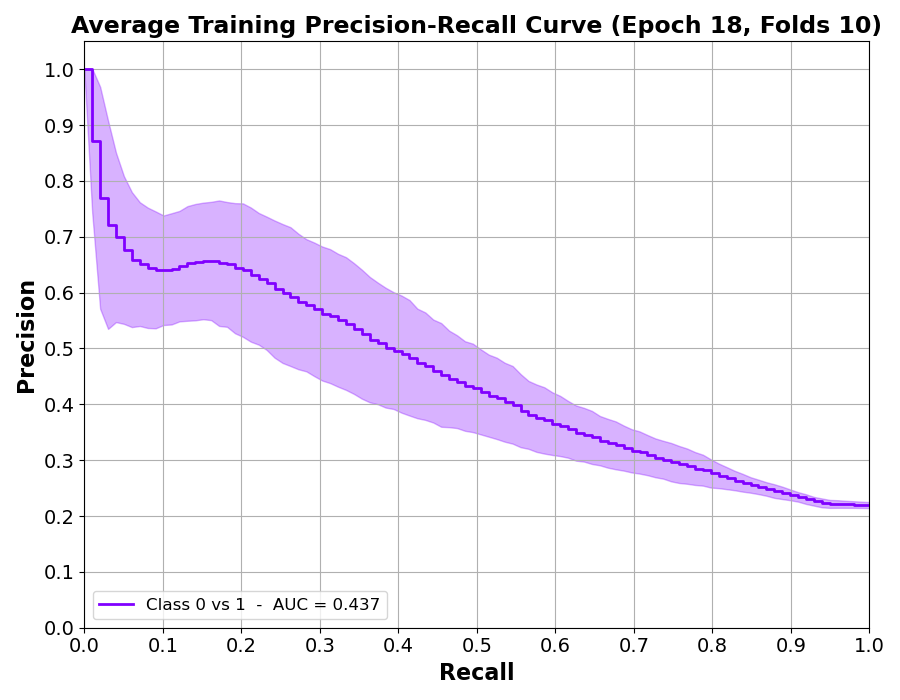 Average Training Precision-Recall Curve (Epoch 18, Folds 10)
Precision
1.0
0.9
0.8
0.7
0.6
0.5
0.4
0.3
0.2
0.1
0.0
Class 0 vs 1 - AUC = 0.437
0.0 0.1 0.2 0.3 0.4 0.5 0.6 0.7 0.8 0.9 1.0
Recall